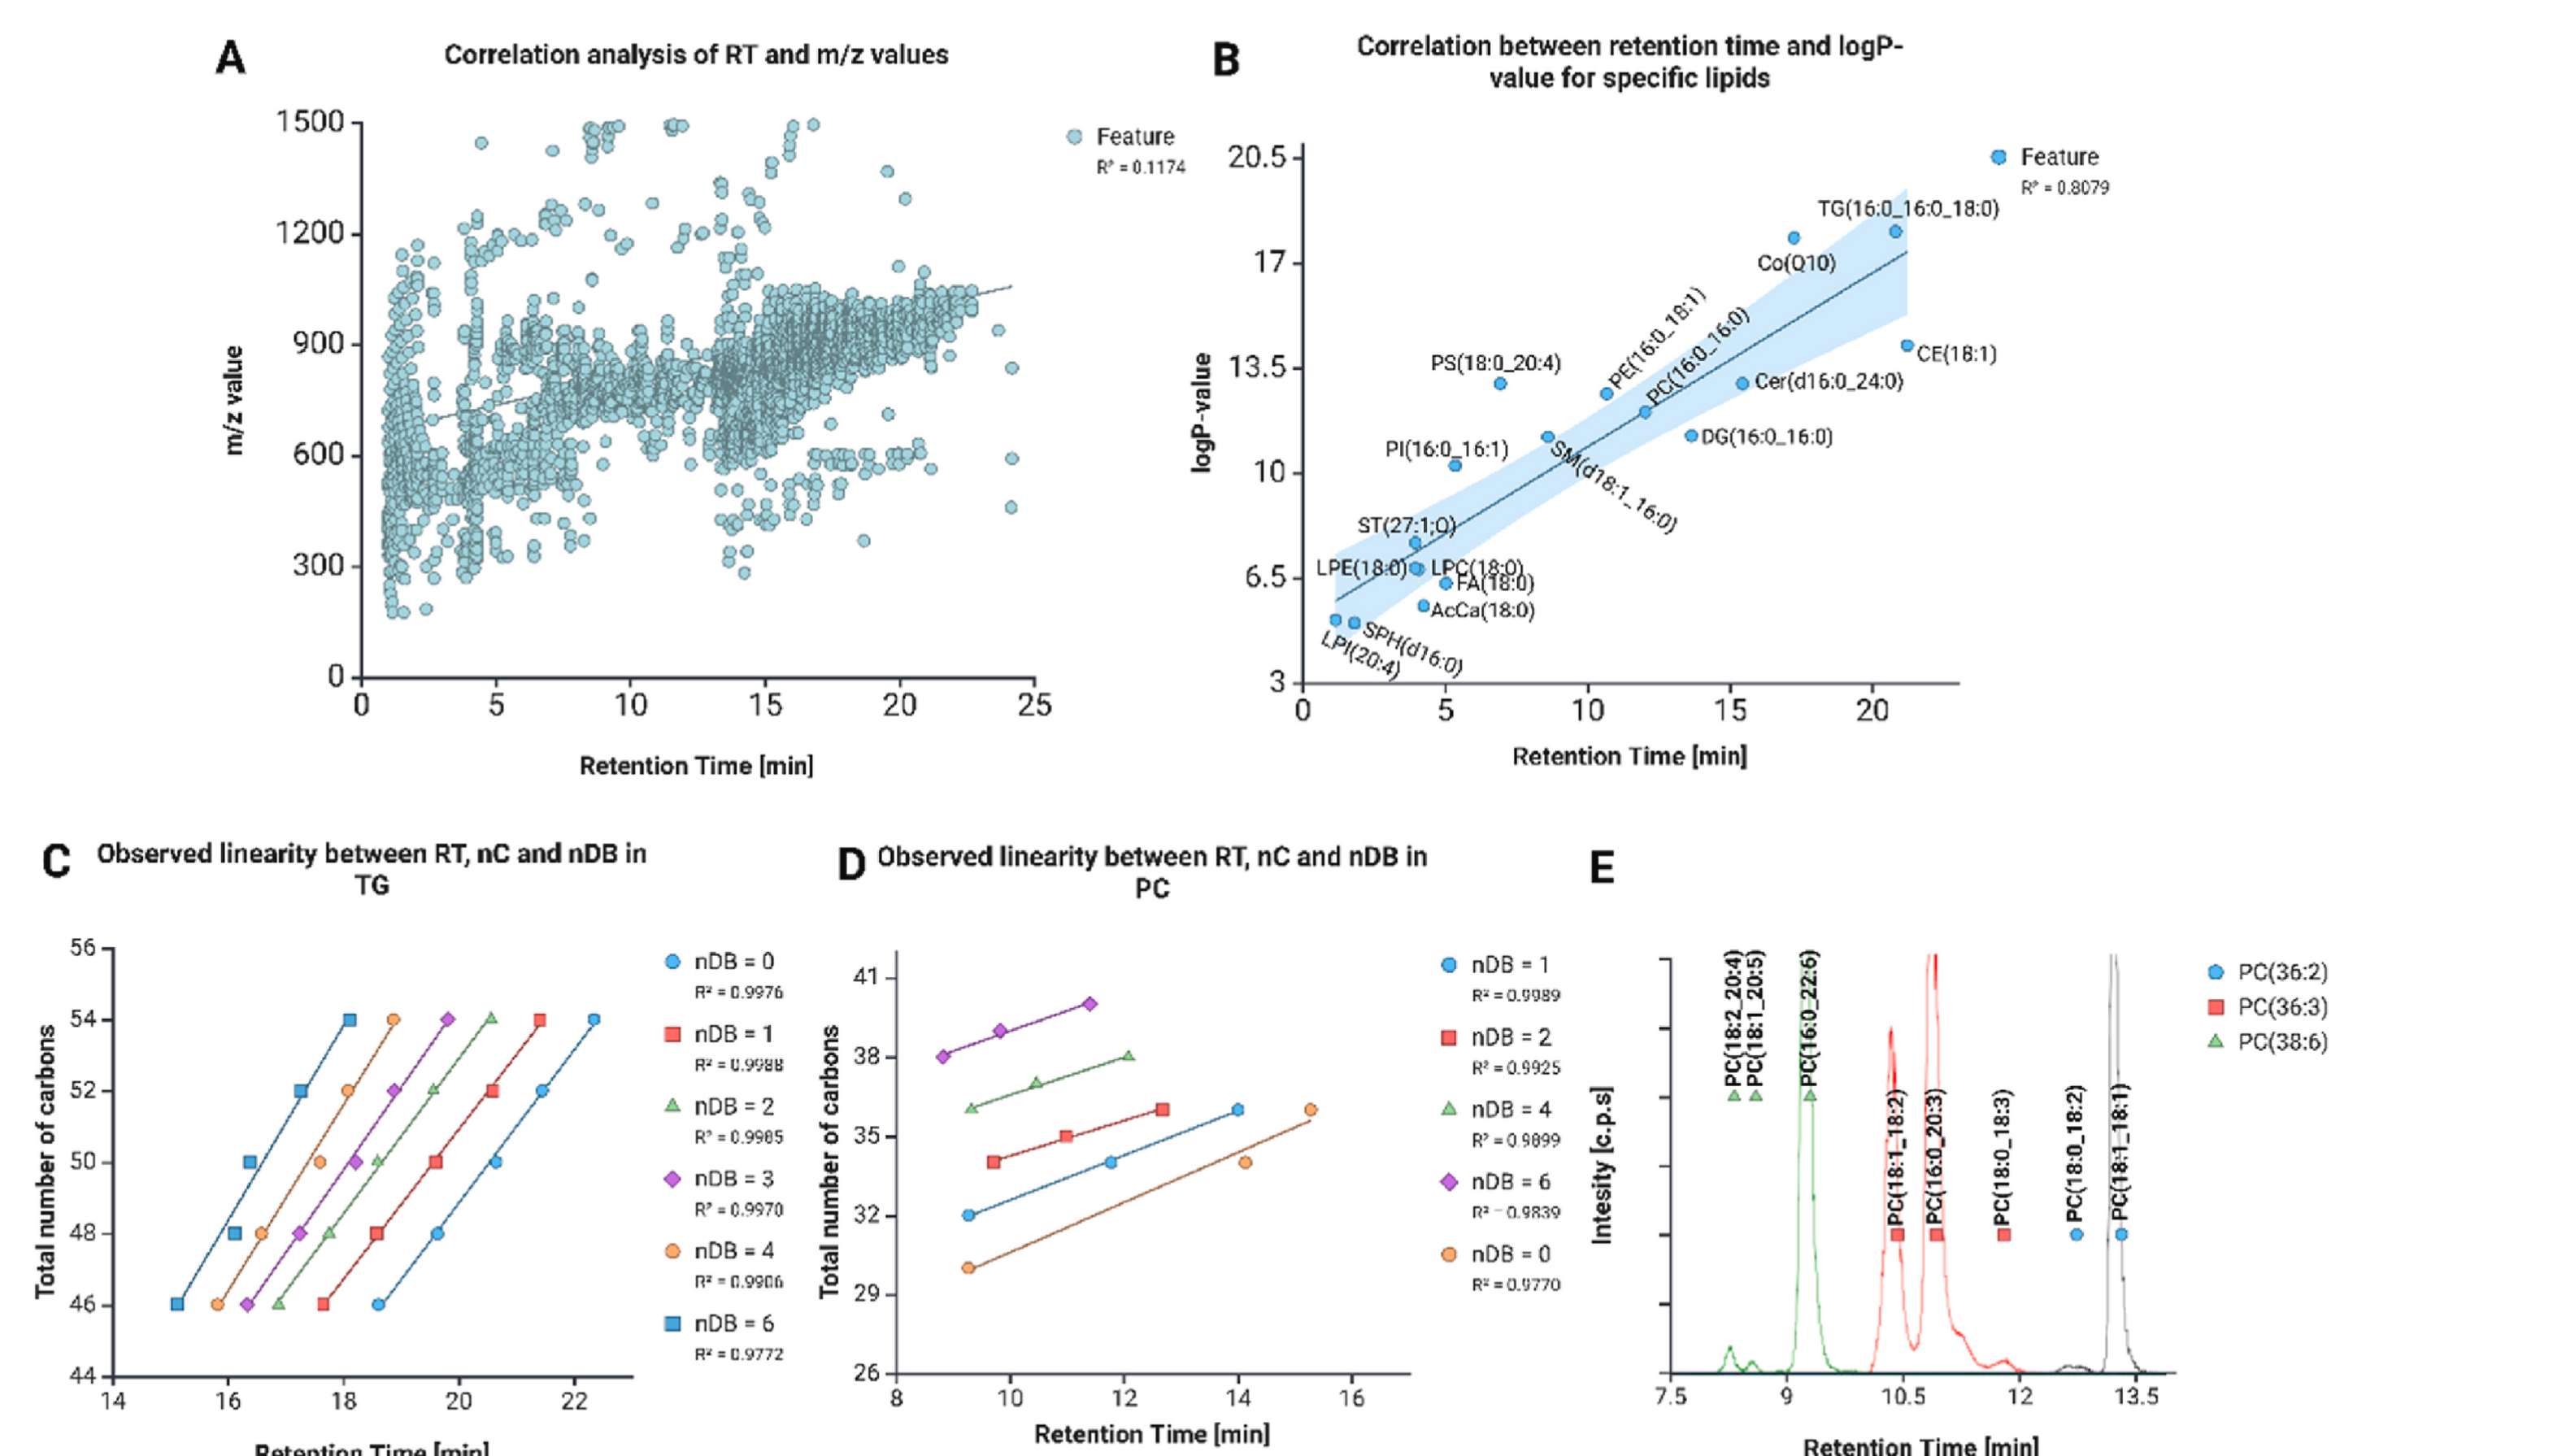 A
Correlation analysis of RT and m/z values
1500
1200
900
600
300
0
0
5
10
15
20
25
m/z value
Retention Time [min]
Feature
R² = 0.1174
B
Correlation between retention time and logP-
value for specific lipids
20.5
17
13.5
10
6.5
3
0
5
10
15
20
logP-value
Retention Time [min]
Feature
R² = 0.8079
TG(16:0_16:0_18:0)
Co(Q10)
PE(16:0_18:1)
PC(16:0_16:0)
PS(18:0_20:4)
CE(18:1)
Cer(d16:0_24:0)
DG(16:0_16:0)
PI(16:0_16:1)
SM(d18:1_16:0)
ST(27:1;O)
LPE(18:0)
LPC(18:0)
FA(18:0)
AcCa(18:0)
SPH(d16:0)
LPI(20:4)
C
Observed linearity between RT, nC and nDB in
TG
56
54
52
50
48
46
44
14
16
18
20
22
Total number of carbons
Retention Time [min]
nDB = 0
R² = 0.9976
nDB = 1
R² = 0.9988
nDB = 2
R² = 0.9985
nDB = 3
R² = 0.9970
nDB = 4
R² = 0.9906
nDB = 6
R² = 0.9772
D
Observed linearity between RT, nC and nDB in
PC
41
38
35
32
29
26
8
10
12
14
16
Total number of carbons
Retention Time [min]
nDB = 1
R² = 0.9989
nDB = 2
R² = 0.9925
nDB = 4
R² = 0.9899
nDB = 6
R² = 0.9839
nDB = 0
R² = 0.9770
E
Intesity [c.p.s]
PC(18:2_20:4)
PC(18:1_20:5)
PC(16:0_22:6)
PC(18:1_18:2)
PC(16:0_20:3)
PC(18:0_18:3)
PC(18:0_18:2)
PC(18:1_18:1)
7.5
9
10.5
12
13.5
Retention Time [min]
PC(36:2)
PC(36:3)
PC(38:6)